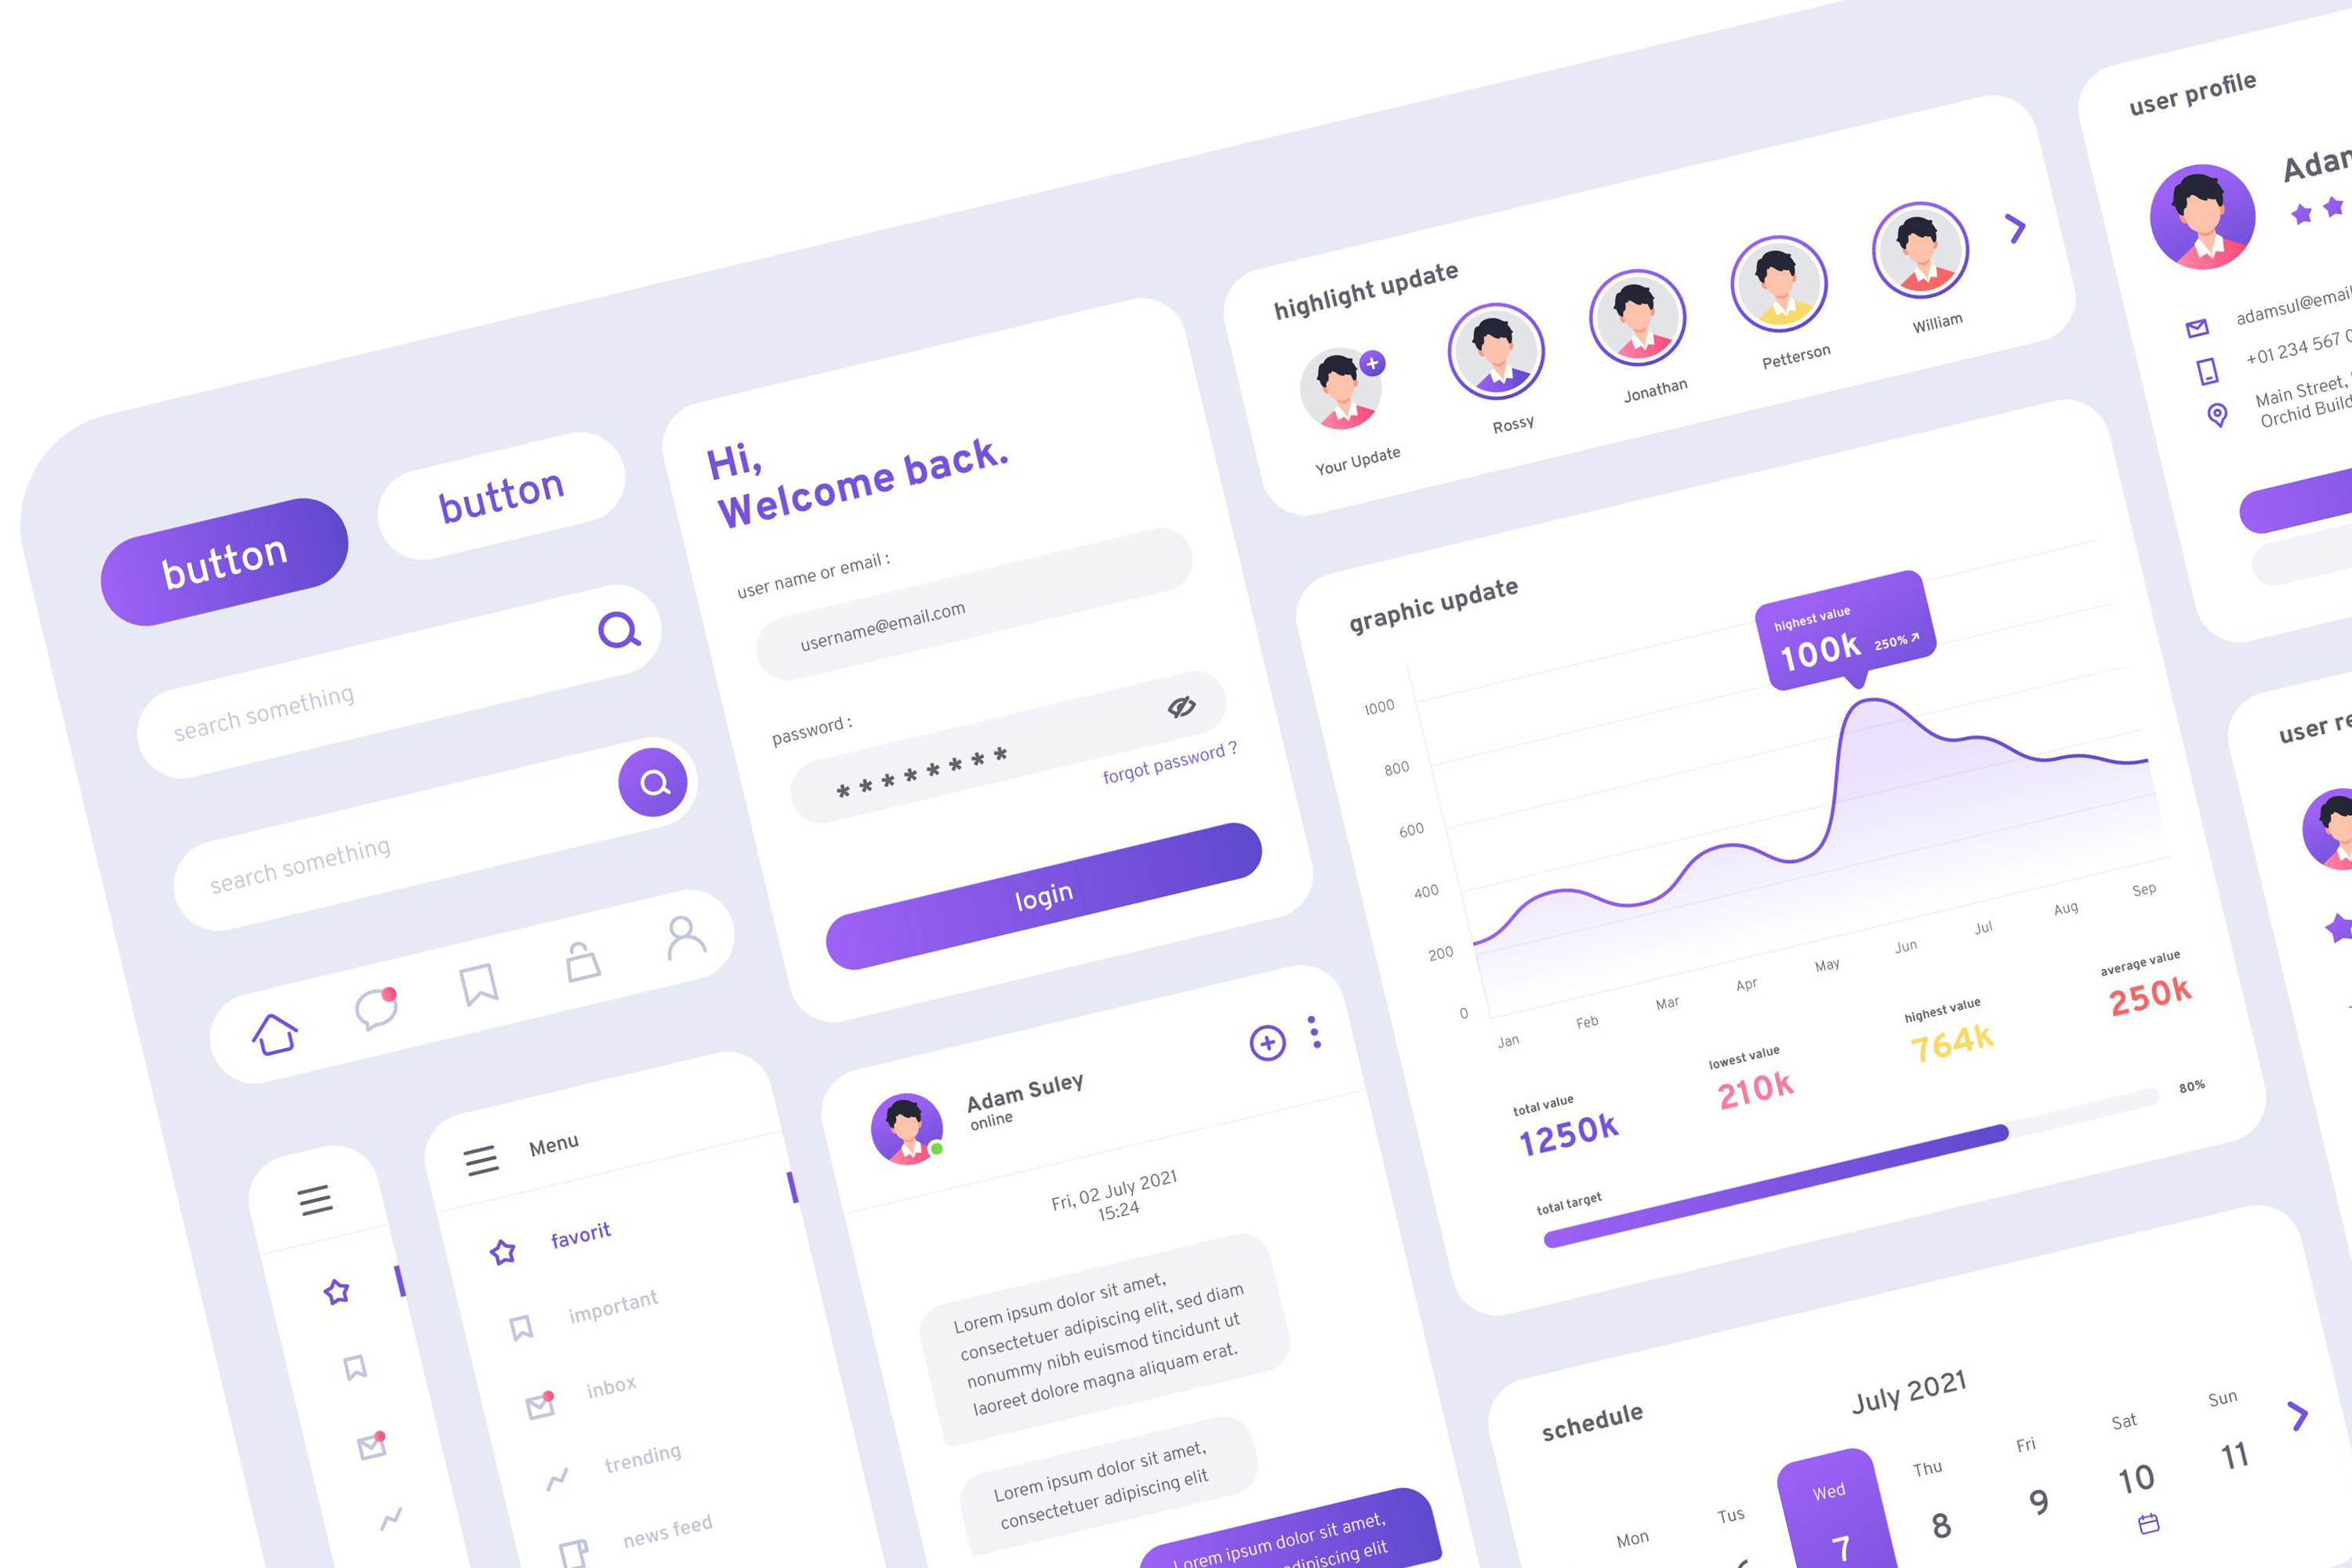 button
button
search something
search something
Menu
favorit
important
inbox
trending
news feed
Hi,
Welcome back.
user name or email :
username@email.com
password :
********
forgot password ?
login
Adam Suley
online
Fri, 02 July 2021
15:24
Lorem ipsum dolor sit amet,
consectetuer adipiscing elit, sed diam
nonummy nibh euismod tincidunt ut
laoreet dolore magna aliquam erat.
Lorem ipsum dolor sit amet,
consectetuer adipiscing elit
Lorem ipsum dolor sit amet,
adipiscing elit
highlight update
Your Update
Rossy
Jonathan
Petterson
William
graphic update
highest value
100k 250%
1000
800
600
400
200
0
Jan Feb Mar Apr May Jun Jul Aug Sep
total value
1250k
lowest value
210k
highest value
764k
average value
250k
total target
80%
schedule
July 2021
Mon Tus Wed Thu Fri Sat Sun
7 8 9 10 11
user profile
Adam
adamsul@email
+01 234 567
Main Street,
Orchid Build
user re